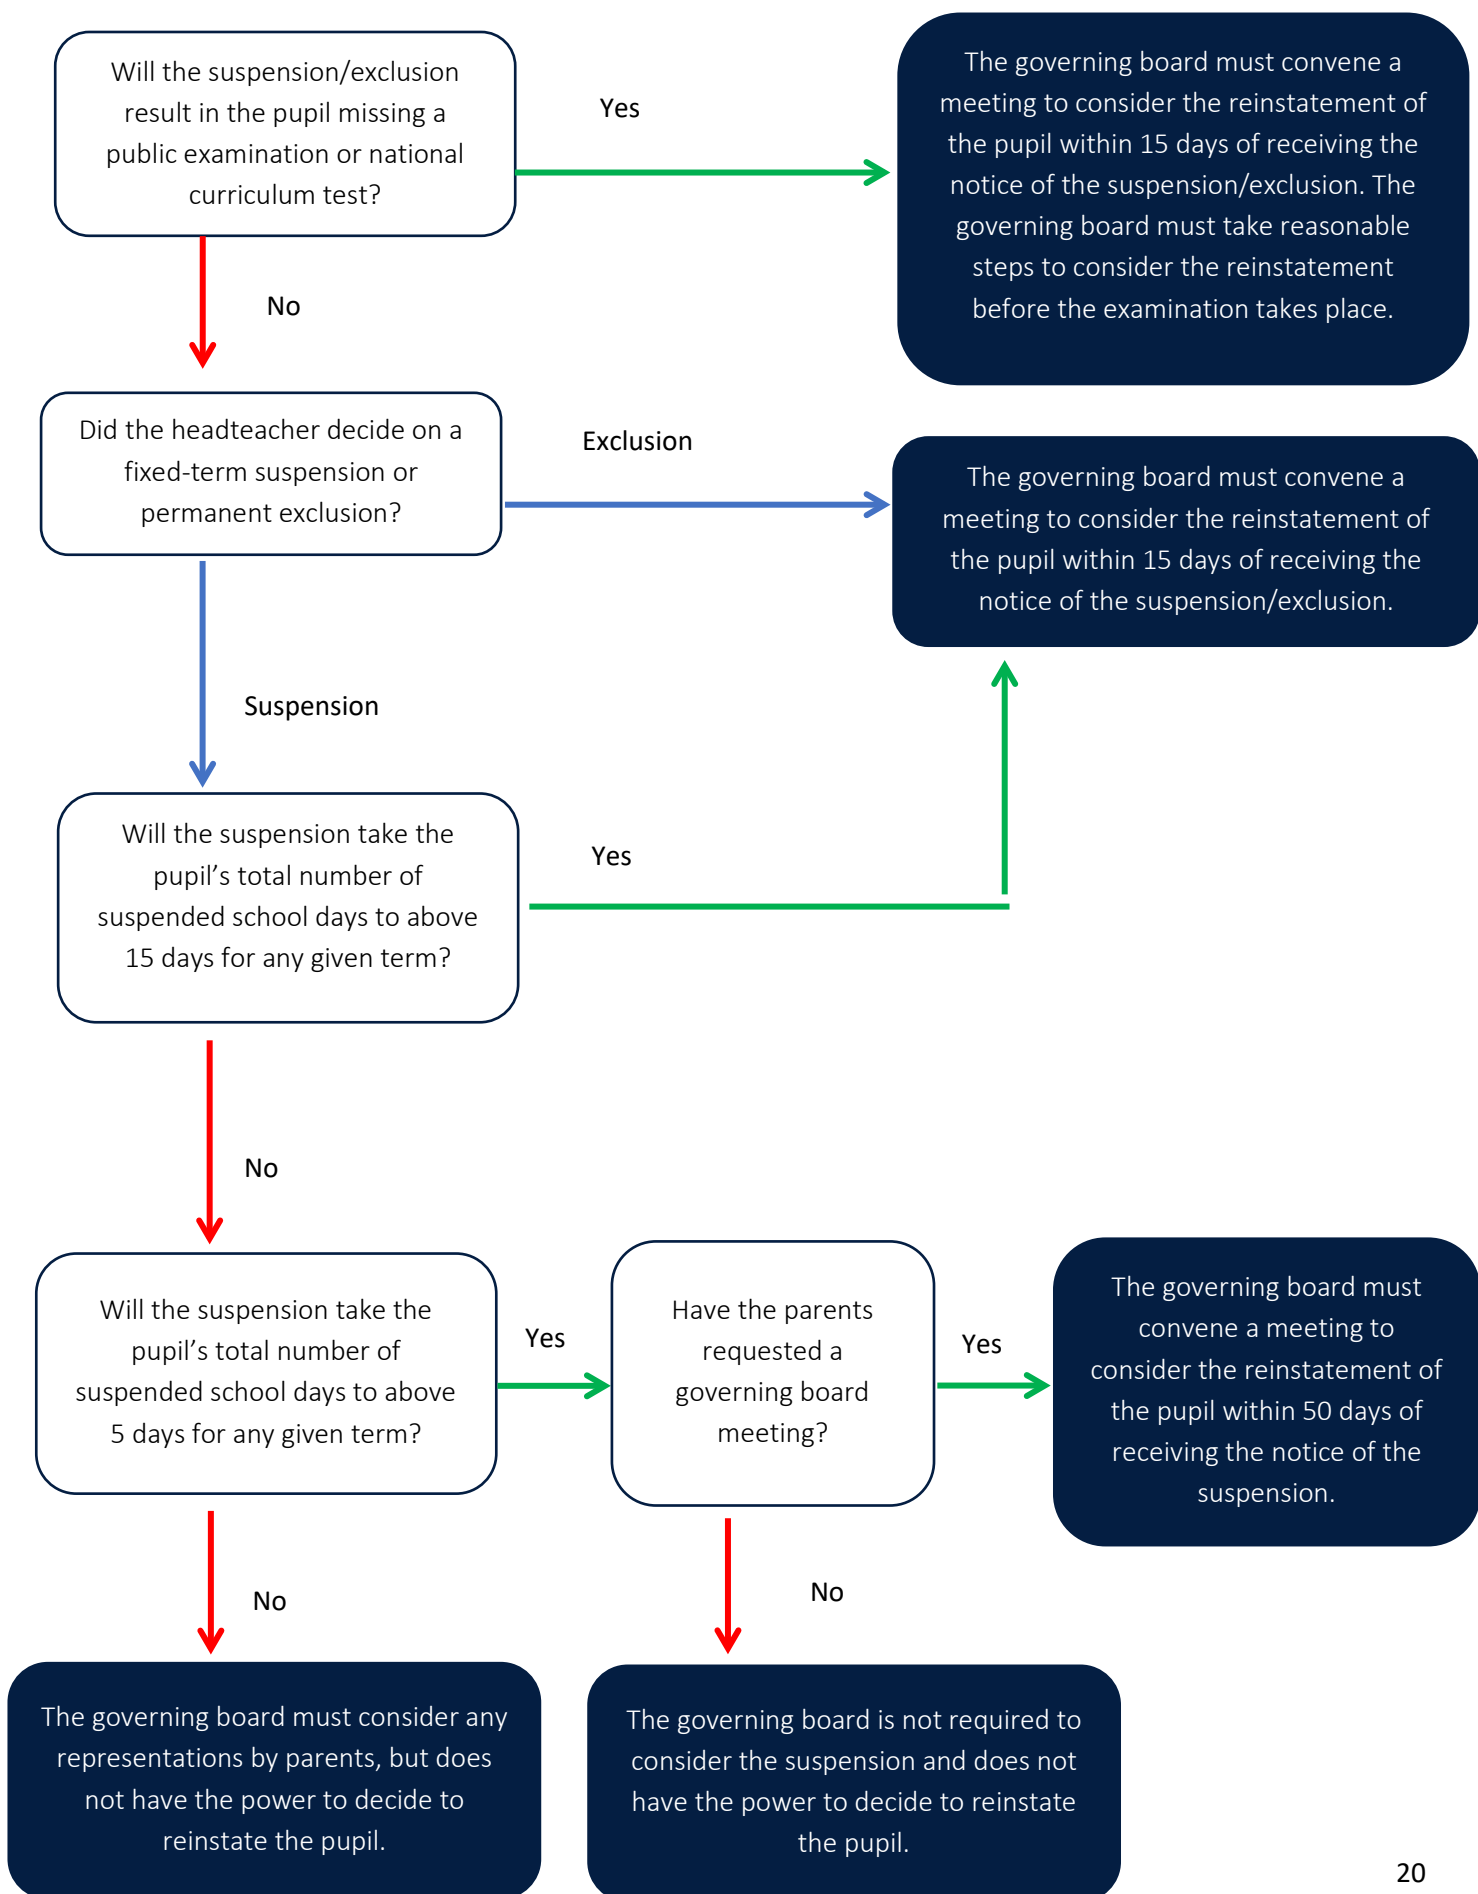 Will the suspension/exclusion
result in the pupil missing a
public examination or national
curriculum test?
Yes
The governing board must convene a
meeting to consider the reinstatement of
the pupil within 15 days of receiving the
notice of the suspension/exclusion. The
governing board must take reasonable
steps to consider the reinstatement
before the examination takes place.
No
Did the headteacher decide on a
fixed-term suspension or
permanent exclusion?
Exclusion
The governing board must convene a
meeting to consider the reinstatement of
the pupil within 15 days of receiving the
notice of the suspension/exclusion.
Suspension
Will the suspension take the
pupil’s total number of
suspended school days to above
15 days for any given term?
Yes
No
Will the suspension take the
pupil’s total number of
suspended school days to above
5 days for any given term?
Yes
Have the parents
requested a
governing board
meeting?
Yes
The governing board must
convene a meeting to
consider the reinstatement of
the pupil within 50 days of
receiving the notice of the
suspension.
No
No
The governing board must consider any
representations by parents, but does
not have the power to decide to
reinstate the pupil.
The governing board is not required to
consider the suspension and does not
have the power to decide to reinstate
the pupil.
20